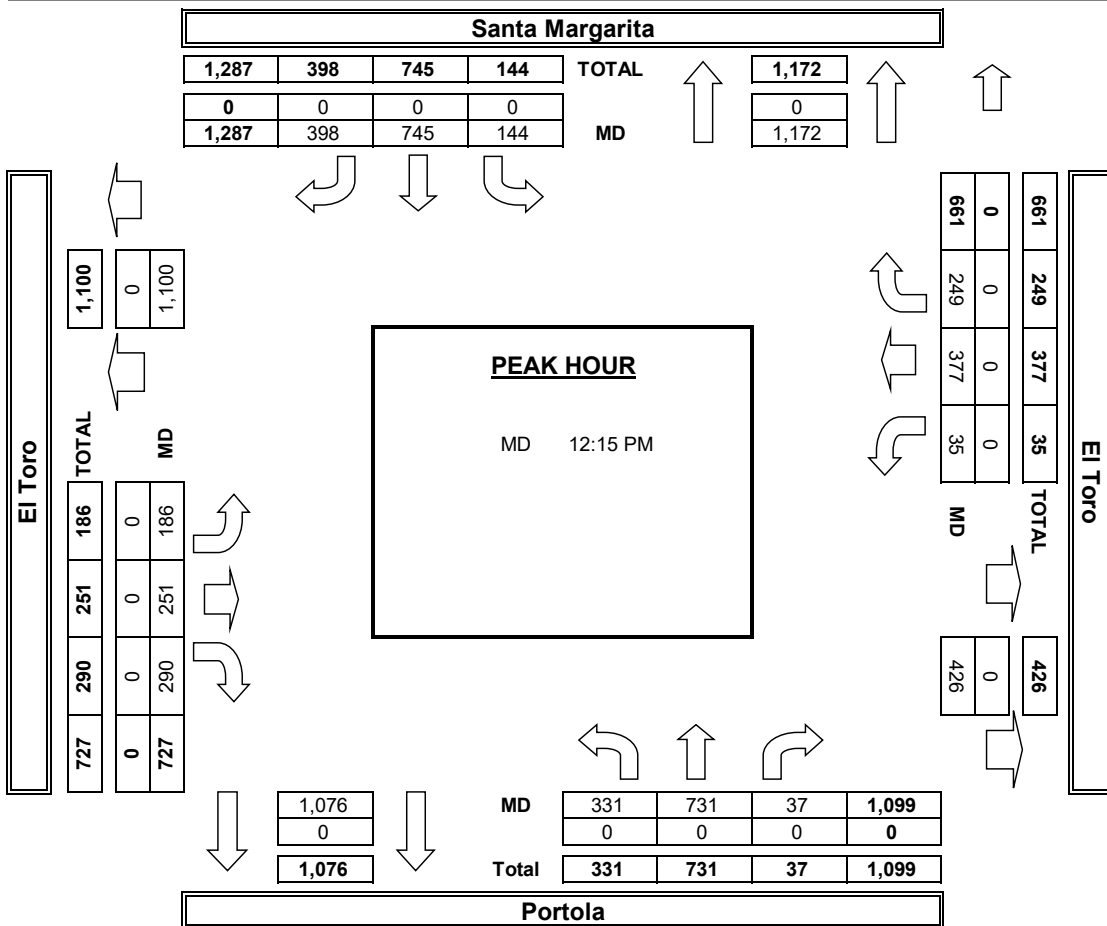 Santa Margarita
1,287 398 745 144 TOTAL 1,172
0 0 0 0 0
1,287 398 745 144 MD 1,172
El Toro
1,100 0 1,100
TOTAL MD
186 0 186
251 0 251
290 0 290
727 0 727
PEAK HOUR
MD 12:15 PM
661 0 661
249 0 249
377 0 377
35 0 35
MD TOTAL
426 0 426
El Toro
1,076 MD 331 731 37 1,099
0 0 0 0 0
1,076 Total 331 731 37 1,099
Portola